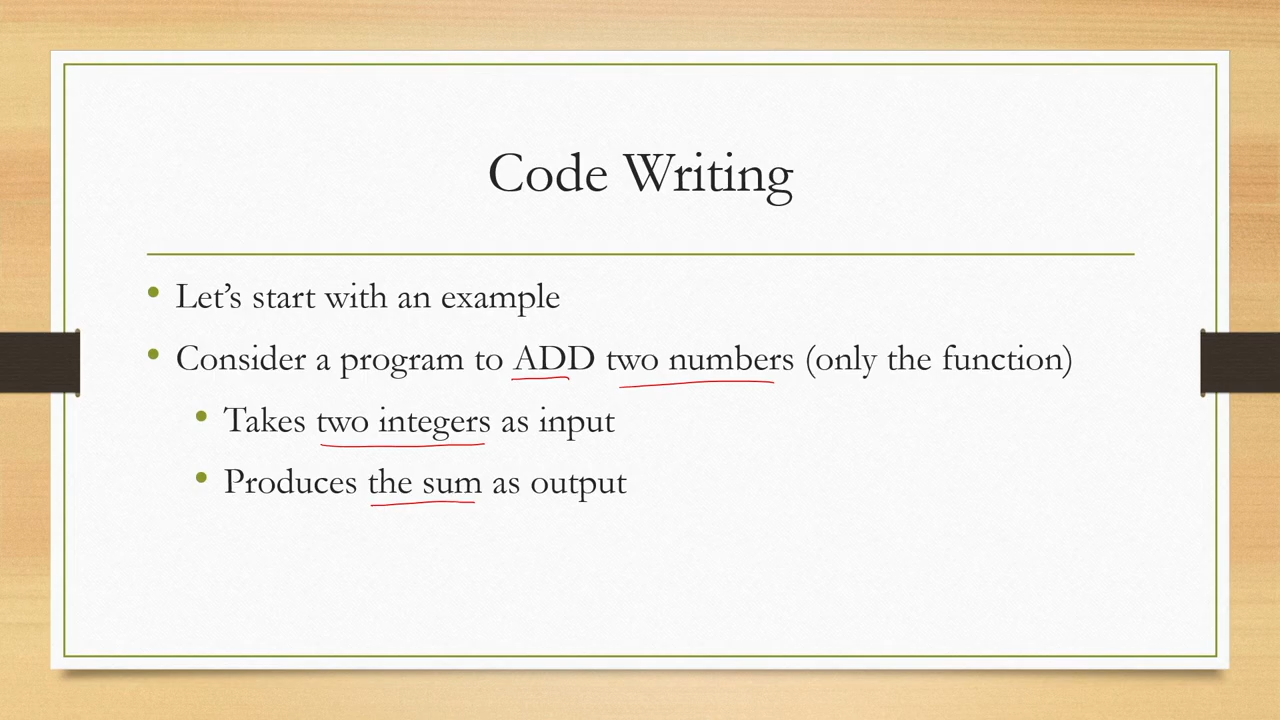 Code Writing
Let’s start with an example
Consider a program to ADD two numbers (only the function)
Takes two integers as input
Produces the sum as output